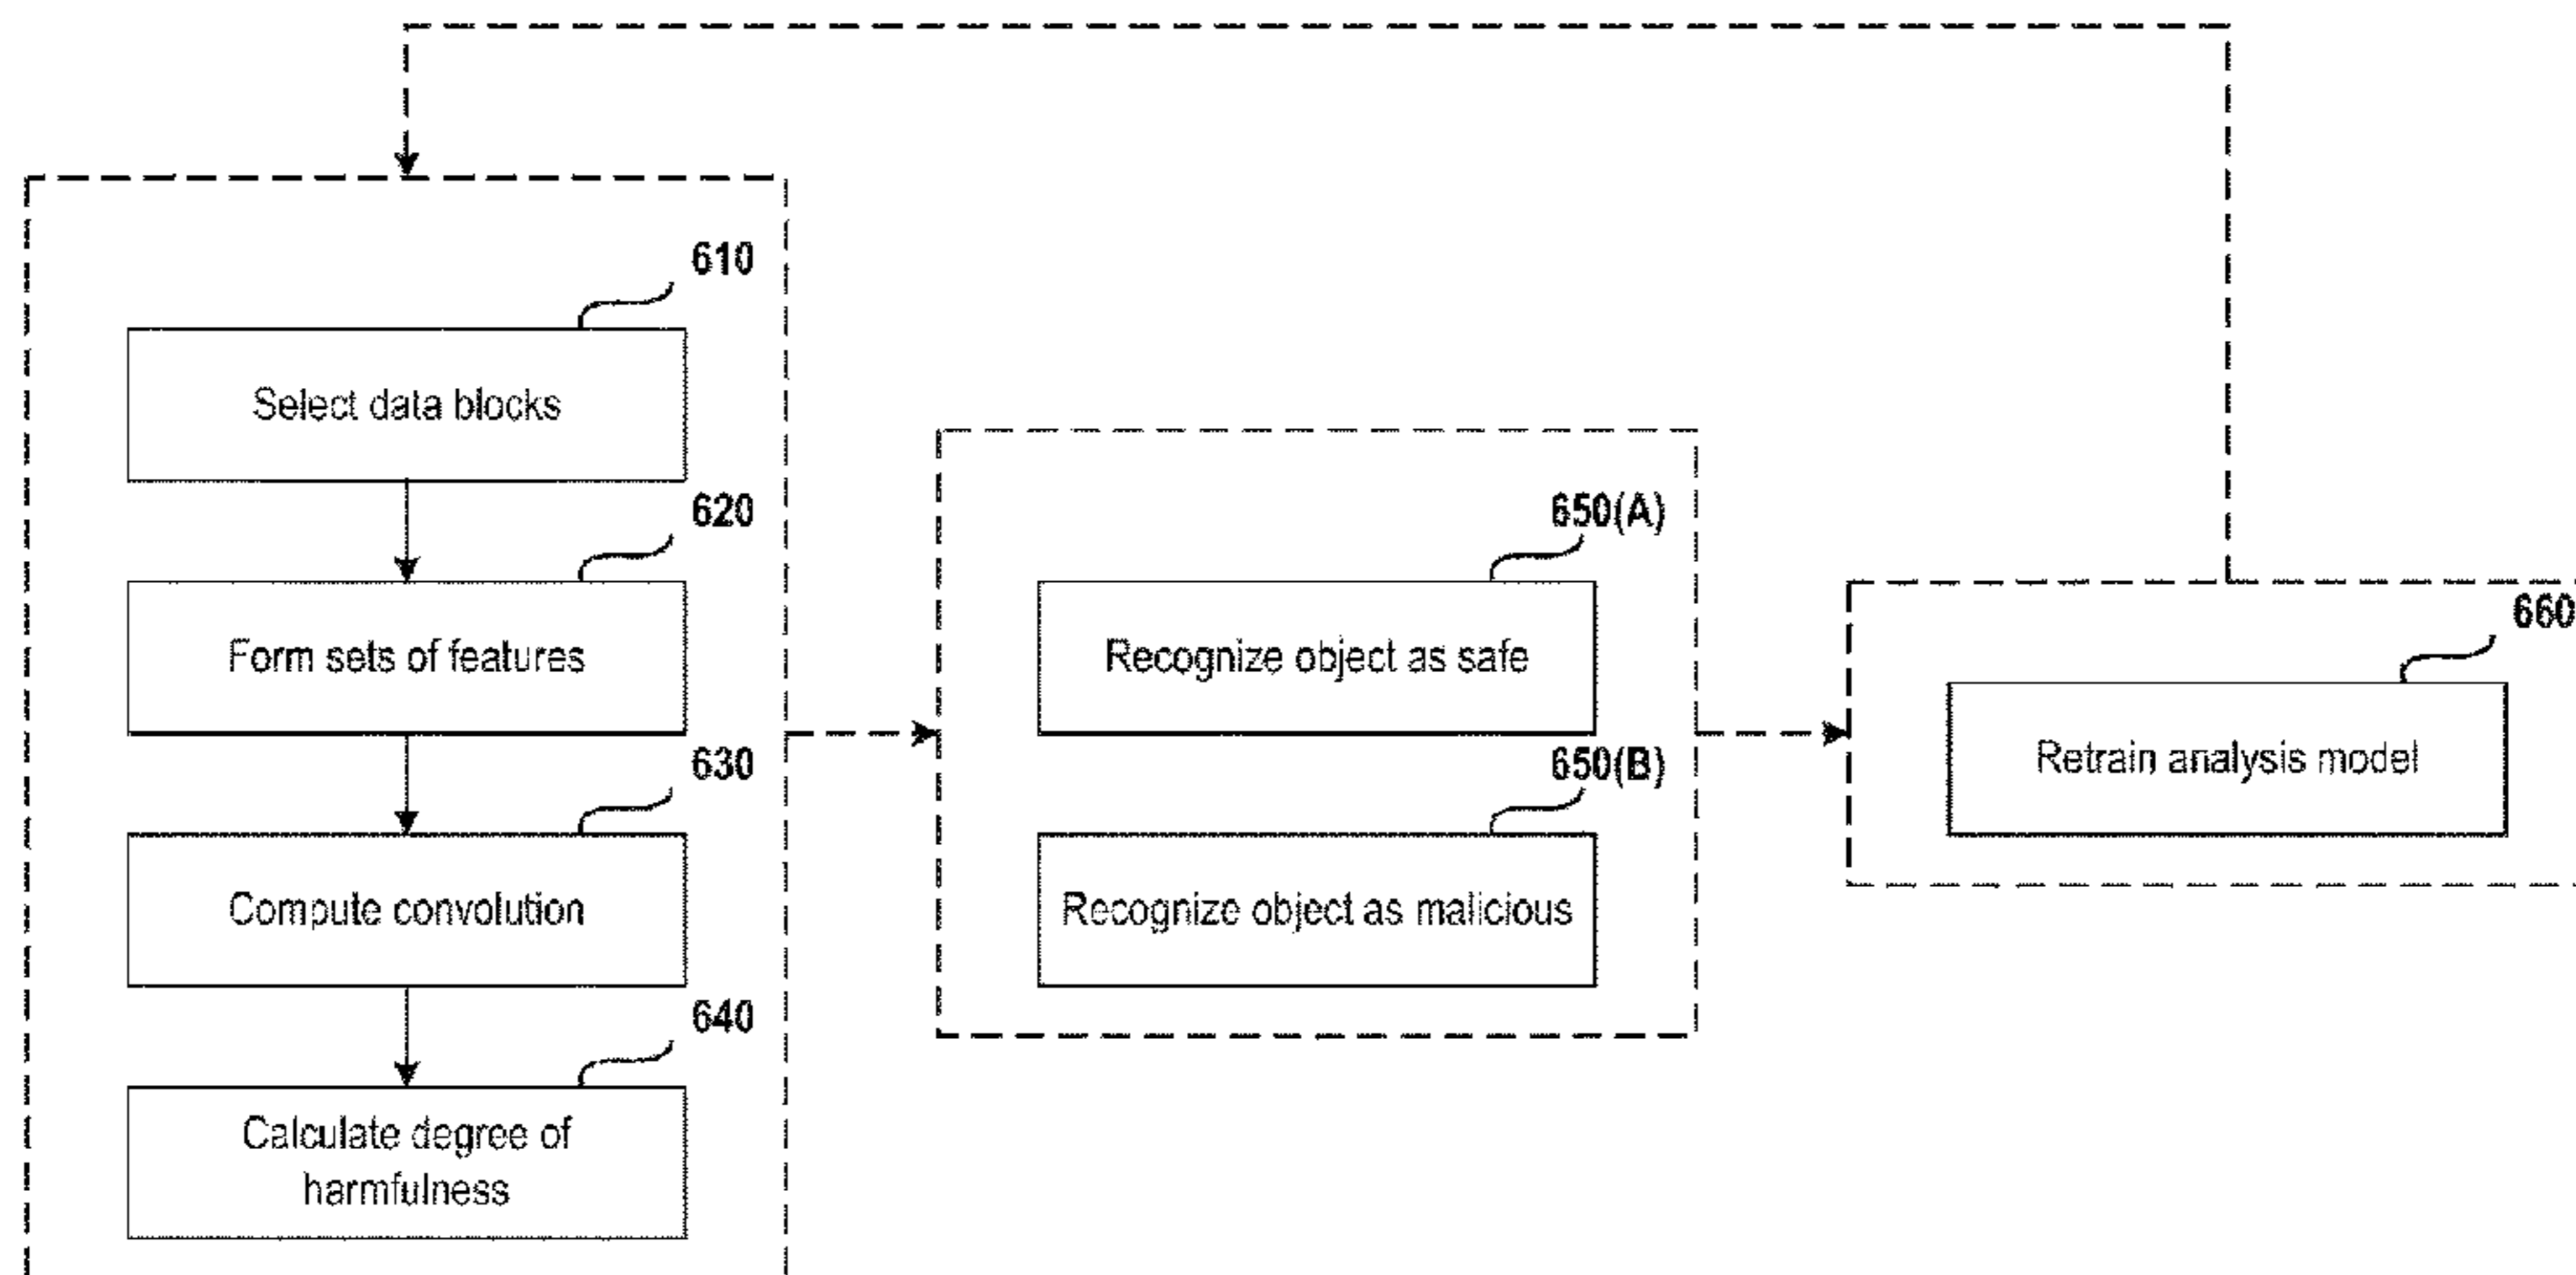 610
Select data blocks
620
Form sets of features
630
Compute convolution
640
Calculate degree of
harmfulness
650(A)
Recognize object as safe
650(B)
Recognize object as malicious
660
Retrain analysis model